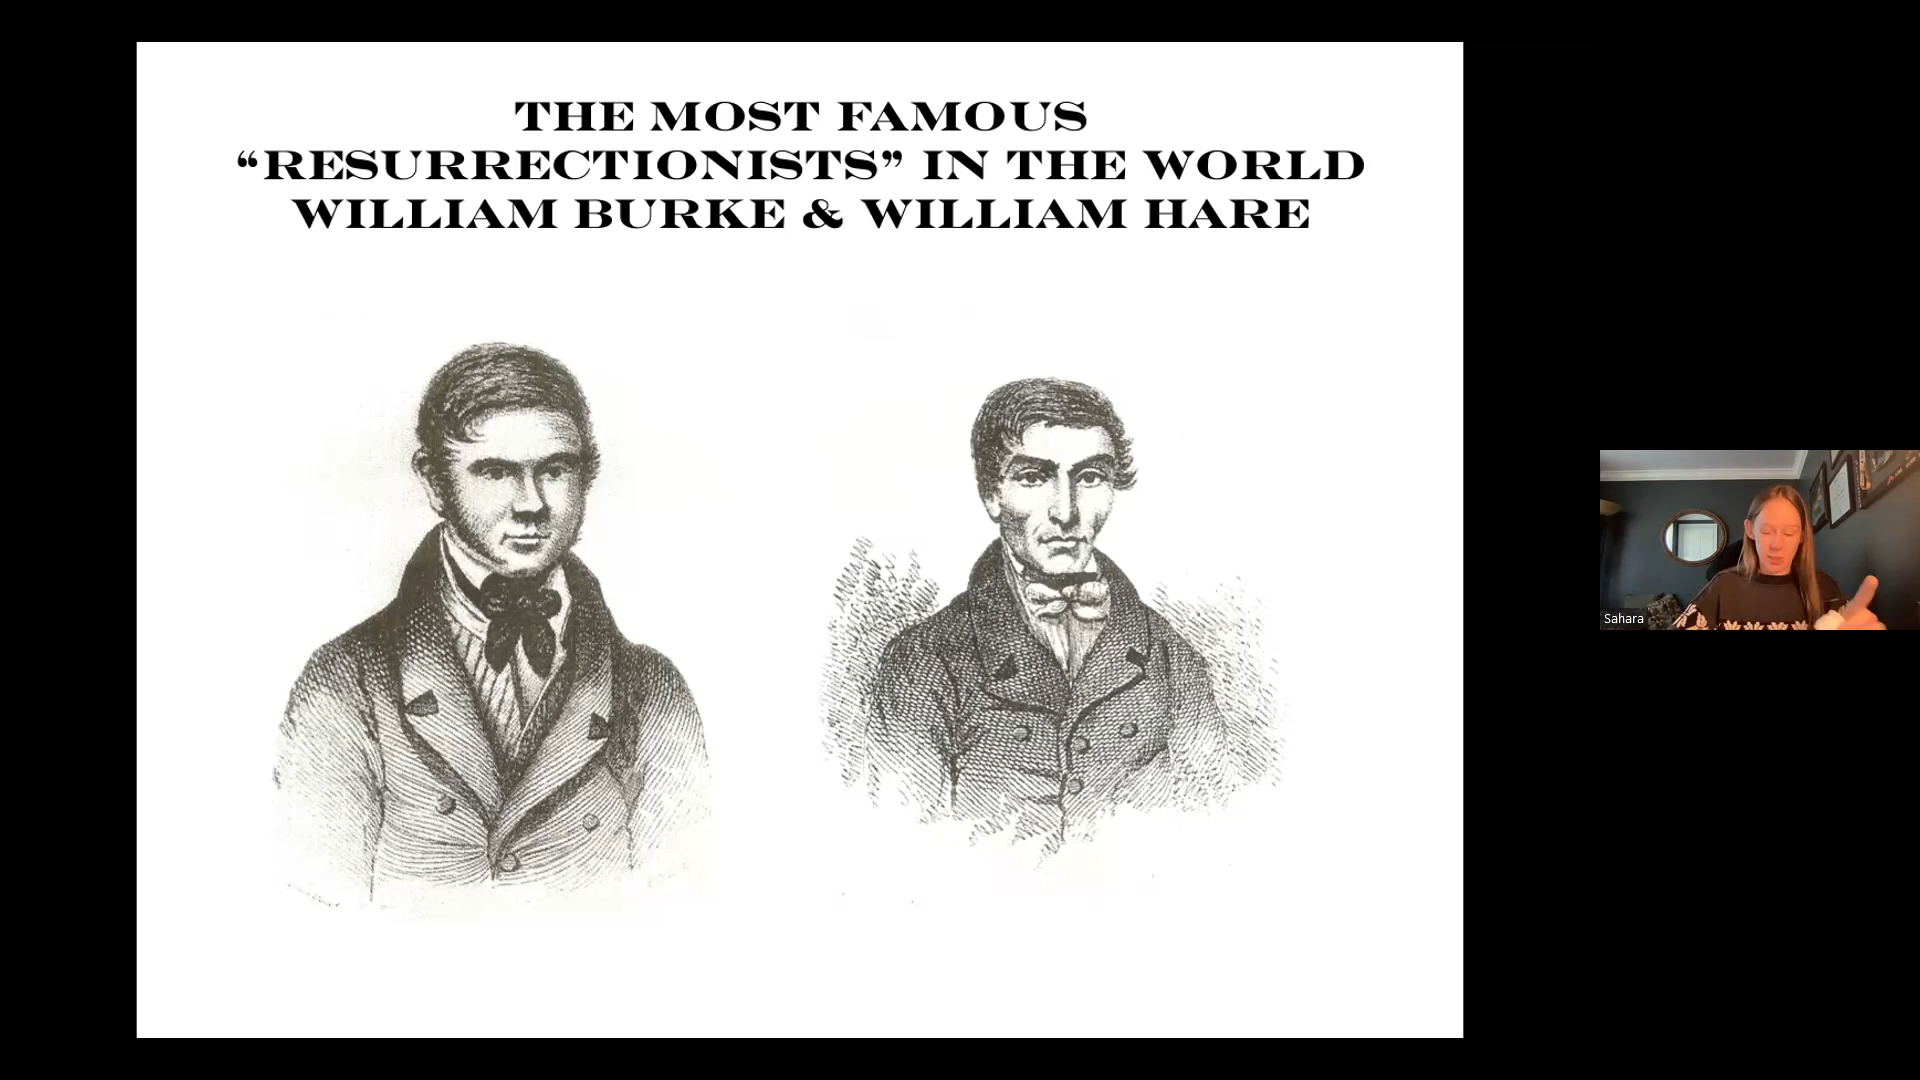 THE MOST FAMOUS
“RESURRECTIONISTS” IN THE WORLD
WILLIAM BURKE & WILLIAM HARE
Sahara